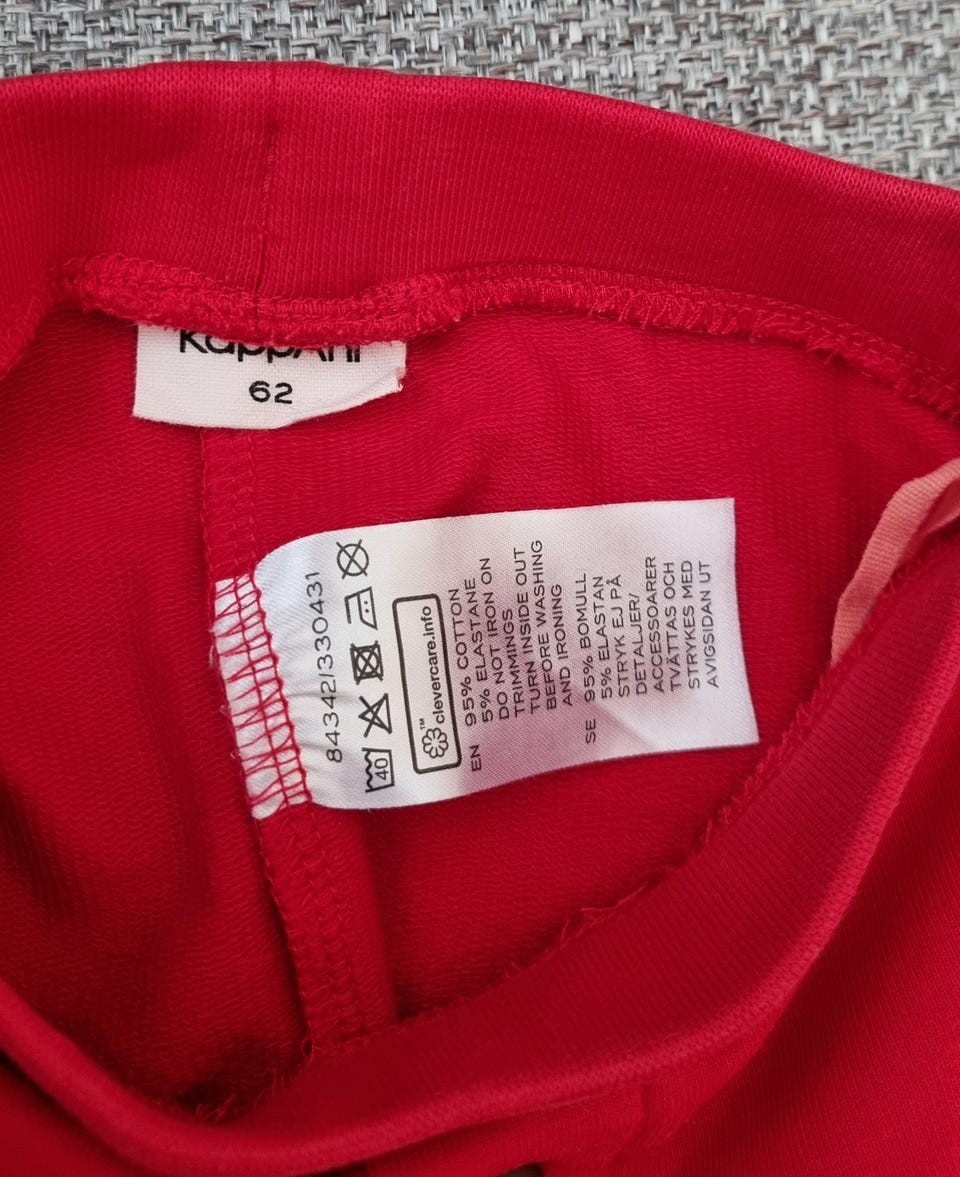 KappAhl
62
84342/330431
40
clevercare.info™
EN 95% COTTON
5% ELASTANE
DO NOT IRON ON
TRIMMINGS
TURN INSIDE OUT
BEFORE WASHING
AND IRONING
SE 95% BOMULL
5% ELASTAN
STRYK EJ PÅ
DETALJER/
ACCESSOARER
TVÄTTAS OCH
STRYKES MED
AVIGSIDAN UT